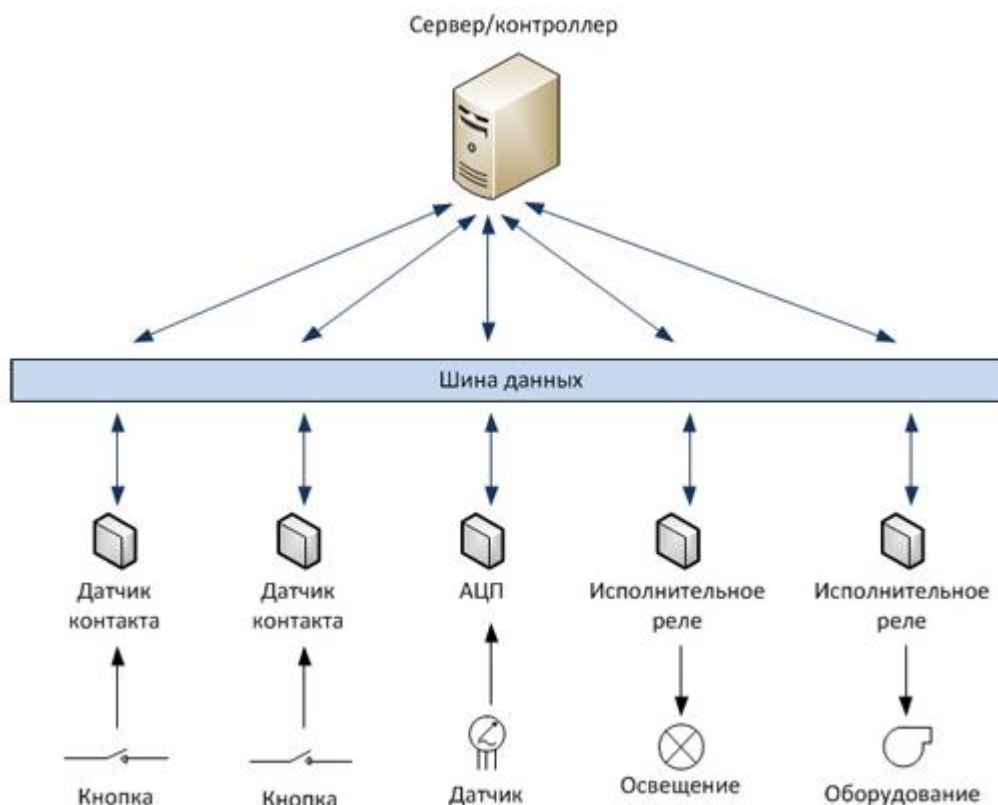 Сервер/контроллер
Шина данных
Датчик
контакта
Датчик
контакта
АЦП
Исполнительное
реле
Исполнительное
реле
Кнопка
Кнопка
Датчик
Освещение
Оборудование